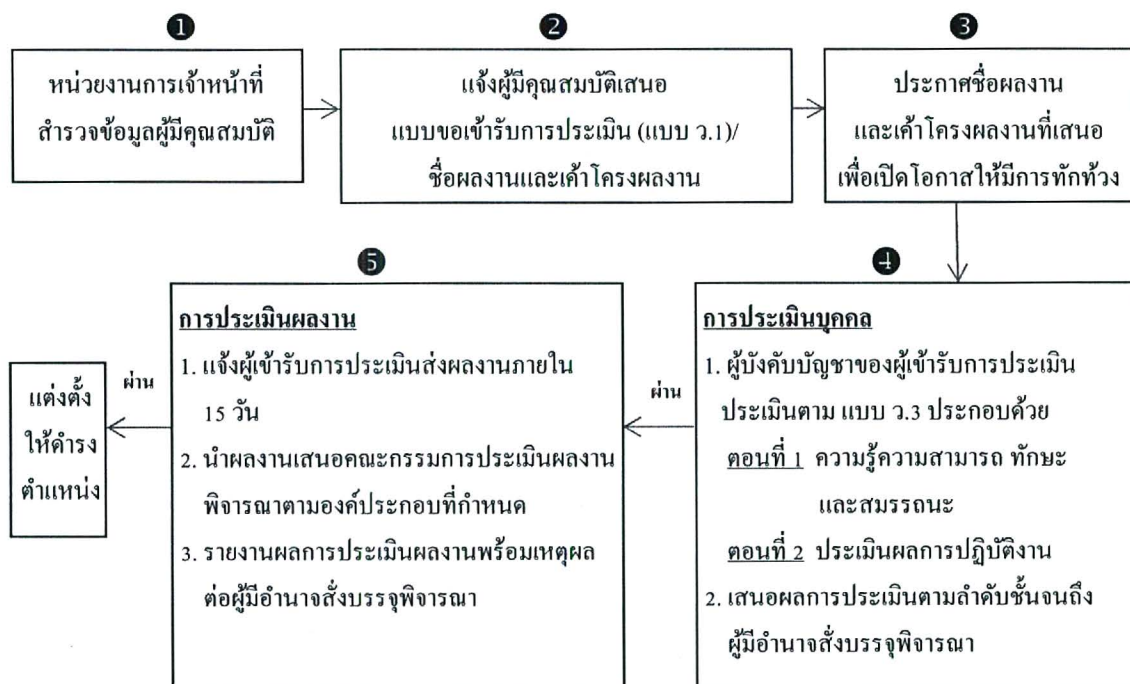 ❶
หน่วยงานการเจ้าหน้าที่
สำรวจข้อมูลผู้มีคุณสมบัติ
❷
แจ้งผู้มีคุณสมบัติเสนอ
แบบขอเข้ารับการประเมิน (แบบ ว.1)/
ชื่อผลงานและเค้าโครงผลงาน
❸
ประกาศชื่อผลงาน
และเค้าโครงผลงานที่เสนอ
เพื่อเปิดโอกาสให้มีการทักท้วง
❹
การประเมินบุคคล
1. ผู้บังคับบัญชาของผู้เข้ารับการประเมิน
ประเมินตาม แบบ ว.3 ประกอบด้วย
ตอนที่ 1 ความรู้ความสามารถ ทักษะ
และสมรรถนะ
ตอนที่ 2 ประเมินผลการปฏิบัติงาน
2. เสนอผลการประเมินตามลำดับชั้นจนถึง
ผู้มีอำนาจสั่งบรรจุพิจารณา
ผ่าน
❺
การประเมินผลงาน
1. แจ้งผู้เข้ารับการประเมินส่งผลงานภายใน
15 วัน
2. นำผลงานเสนอคณะกรรมการประเมินผลงาน
พิจารณาตามองค์ประกอบที่กำหนด
3. รายงานผลการประเมินผลงานพร้อมเหตุผล
ต่อผู้มีอำนาจสั่งบรรจุพิจารณา
ผ่าน
แต่งตั้ง
ให้ดำรง
ตำแหน่ง